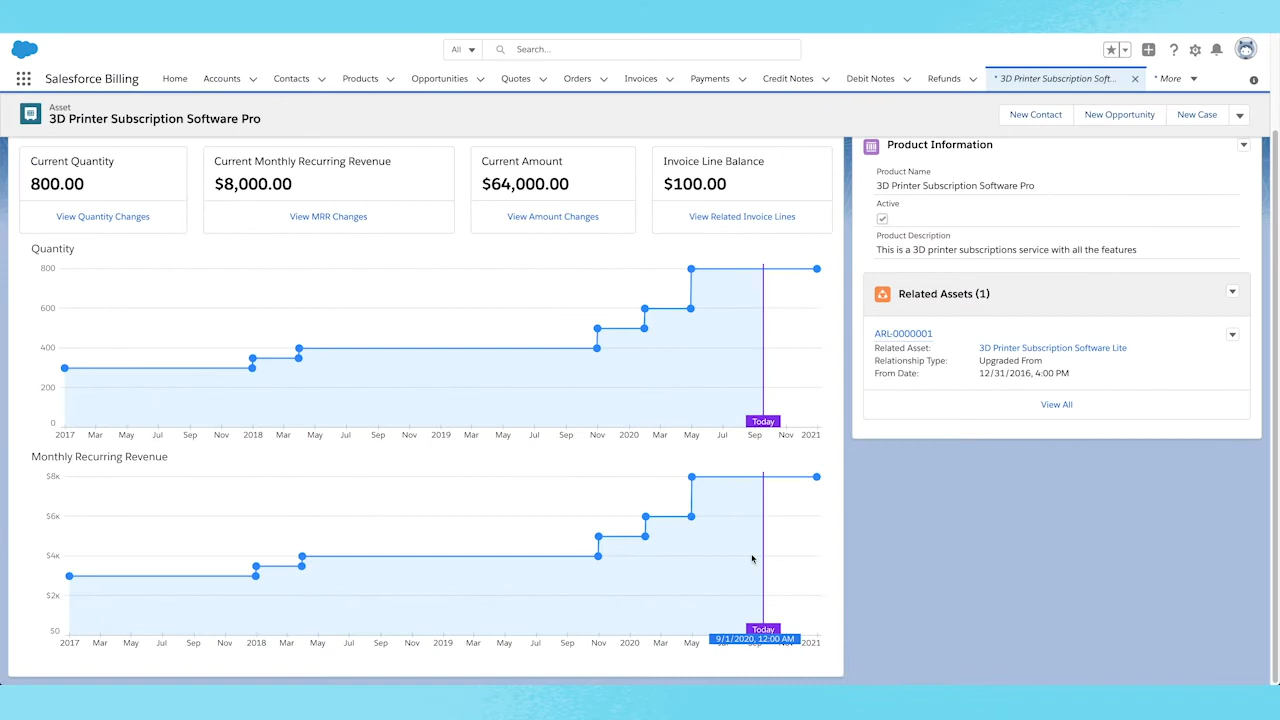 All
Search...
Salesforce Billing
Home
Accounts
Contacts
Products
Opportunities
Quotes
Orders
Invoices
Payments
Credit Notes
Debit Notes
Refunds
* 3D Printer Subscription Soft...
* More
Asset
3D Printer Subscription Software Pro
New Contact
New Opportunity
New Case
Current Quantity
800.00
View Quantity Changes
Current Monthly Recurring Revenue
$8,000.00
View MRR Changes
Current Amount
$64,000.00
View Amount Changes
Invoice Line Balance
$100.00
View Related Invoice Lines
Quantity
800
600
400
200
0
2017 Mar May Jul Sep Nov 2018 Mar May Jul Sep Nov 2019 Mar May Jul Sep Nov 2020 Mar May Jul Sep Nov 2021
Today
Monthly Recurring Revenue
$8K
$6K
$4K
$2K
$0
Today
9/1/2020, 12:00 AM
2017 Mar May Jul Sep Nov 2018 Mar May Jul Sep Nov 2019 Mar May Jul Sep Nov 2020 Mar May 2021
Product Information
Product Name
3D Printer Subscription Software Pro
Active
Product Description
This is a 3D printer subscriptions service with all the features
Related Assets (1)
ARL-0000001
Related Asset: 3D Printer Subscription Software Lite
Relationship Type: Upgraded From
From Date: 12/31/2016, 4:00 PM
View All